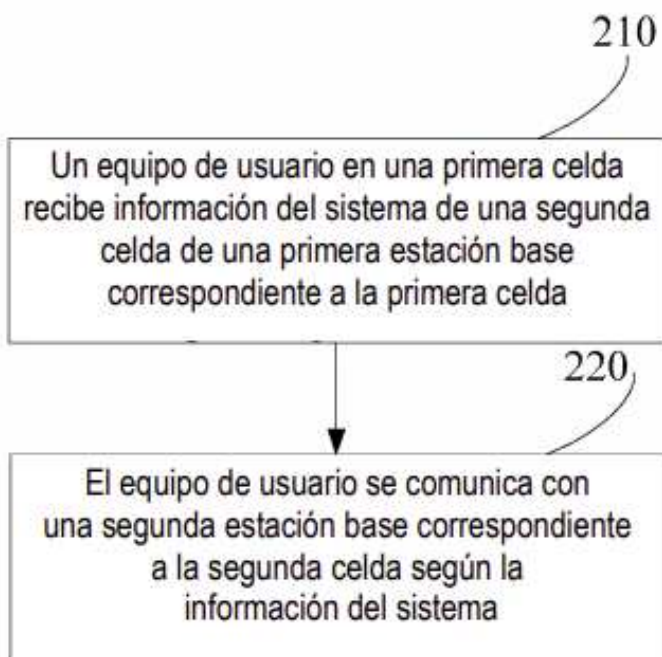 210
Un equipo de usuario en una primera celda
recibe información del sistema de una segunda
celda de una primera estación base
correspondiente a la primera celda
220
El equipo de usuario se comunica con
una segunda estación base correspondiente
a la segunda celda según la
información del sistema